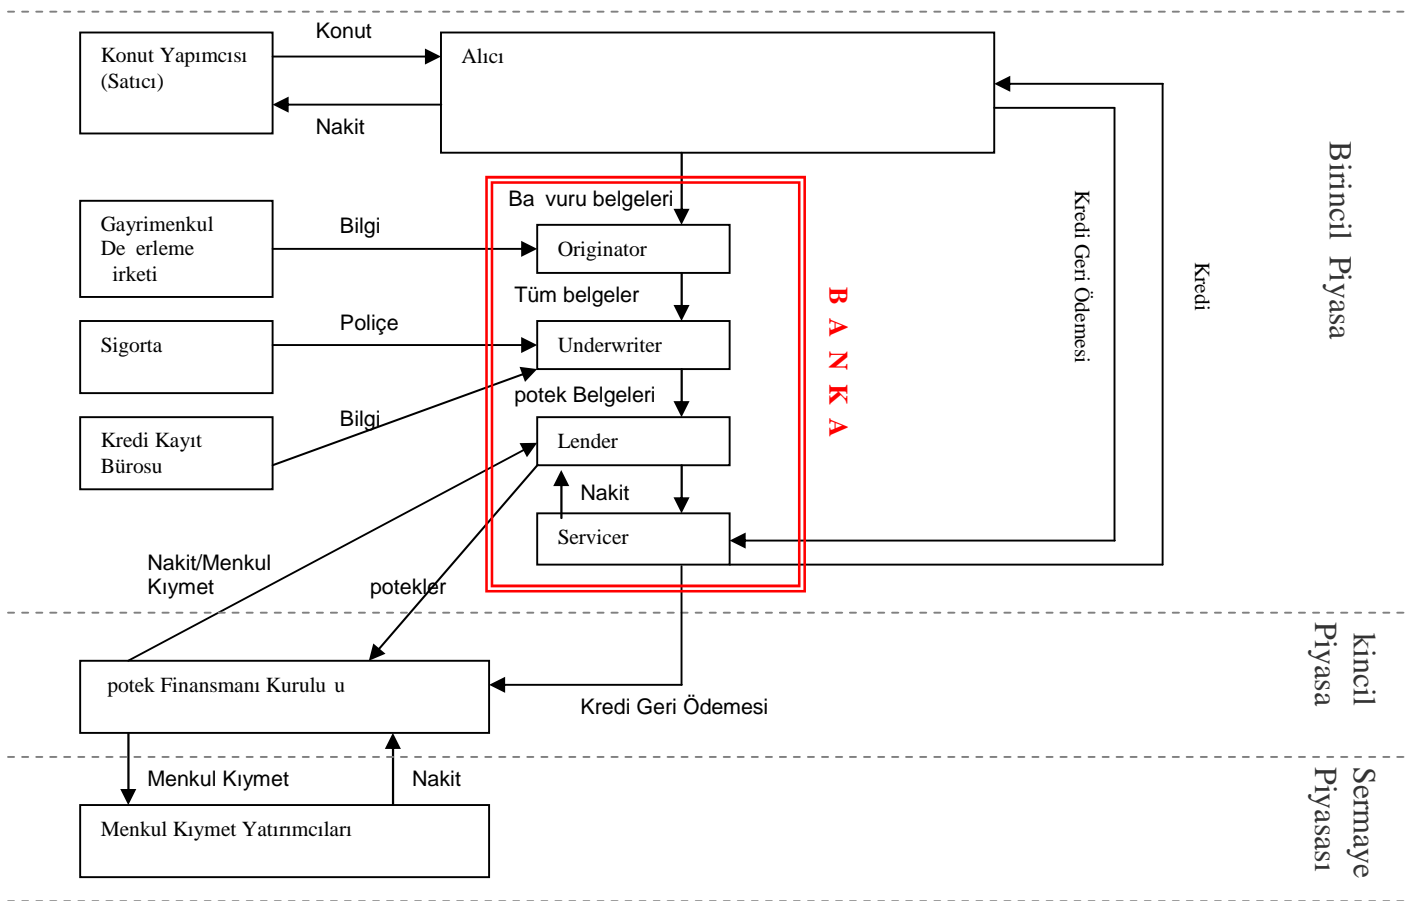 Konut
Konut Yapımcısı
(Satıcı)
Alıcı
Nakit
Ba vuru belgeleri
Gayrimenkul
De erleme
irketi
Bilgi
Originator
Tüm belgeler
Sigorta
Poliçe
Underwriter
potek Belgeleri
Kredi Kayıt
Bürosu
Bilgi
Lender
Nakit
Servicer
BANKA
Kredi Geri Ödemesi
Kredi
Birincil Piyasa
Nakit/Menkul
Kıymet
potekler
potek Finansmanı Kurulu u
Kredi Geri Ödemesi
kincil
Piyasa
Menkul Kıymet
Nakit
Menkul Kıymet Yatırımcıları
Sermaye
Piyasası